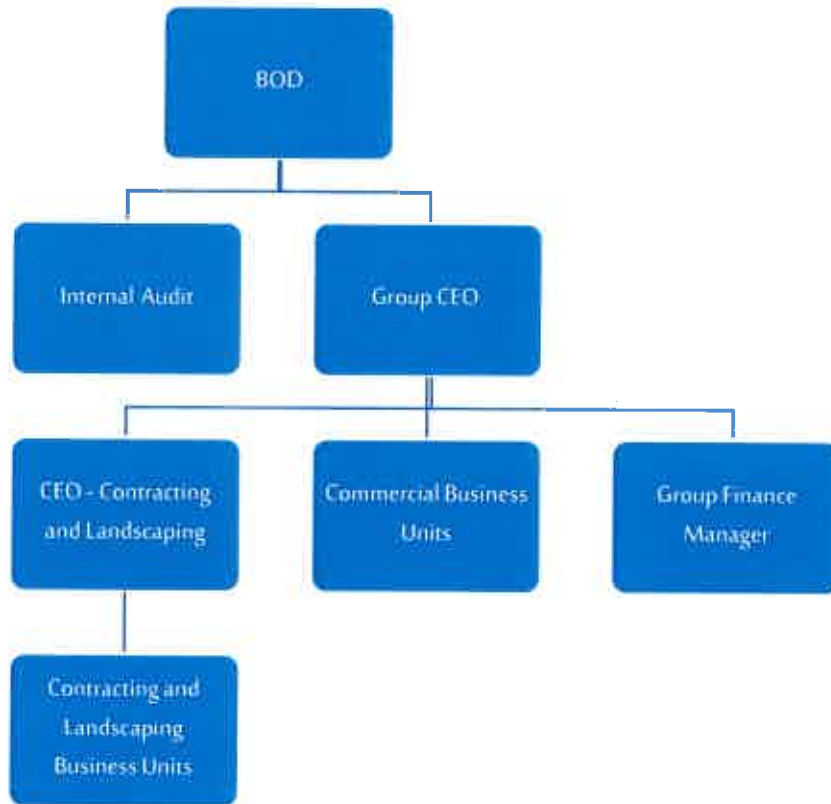 BOD
Internal Audit
Group CEO
CEO - Contracting
and Landscaping
Commercial Business
Units
Group Finance
Manager
Contracting and
Landscaping
Business Units